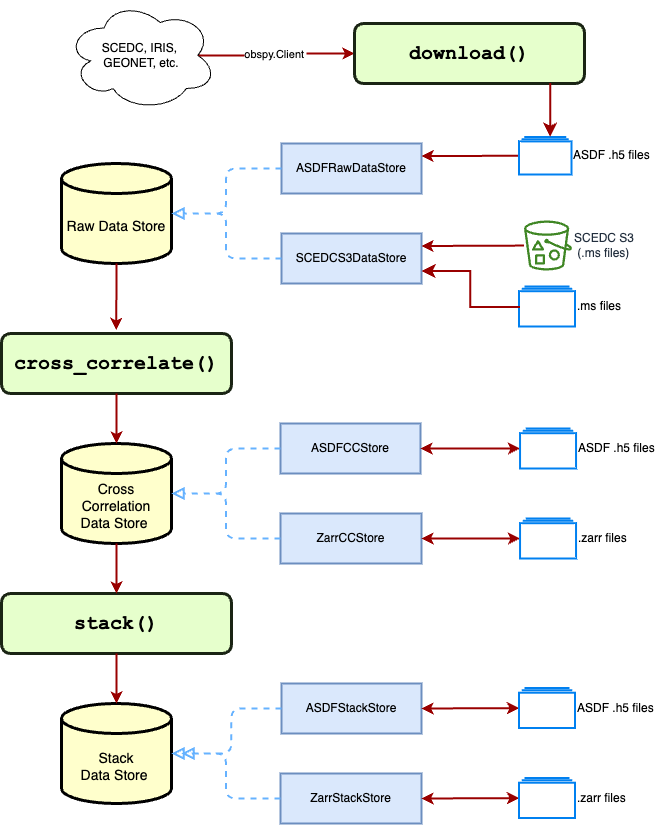 SCEDC, IRIS,
GEONET, etc.
obspy.Client
download()
ASDFRawDataStore
ASDF .h5 files
Raw Data Store
SCEDCS3DataStore
SCEDC S3
(.ms files)
.ms files
cross_correlate()
ASDFCCStore
ASDF .h5 files
Cross
Correlation
Data Store
ZarrCCStore
.zarr files
stack()
ASDFStackStore
ASDF .h5 files
Stack
Data Store
ZarrStackStore
.zarr files